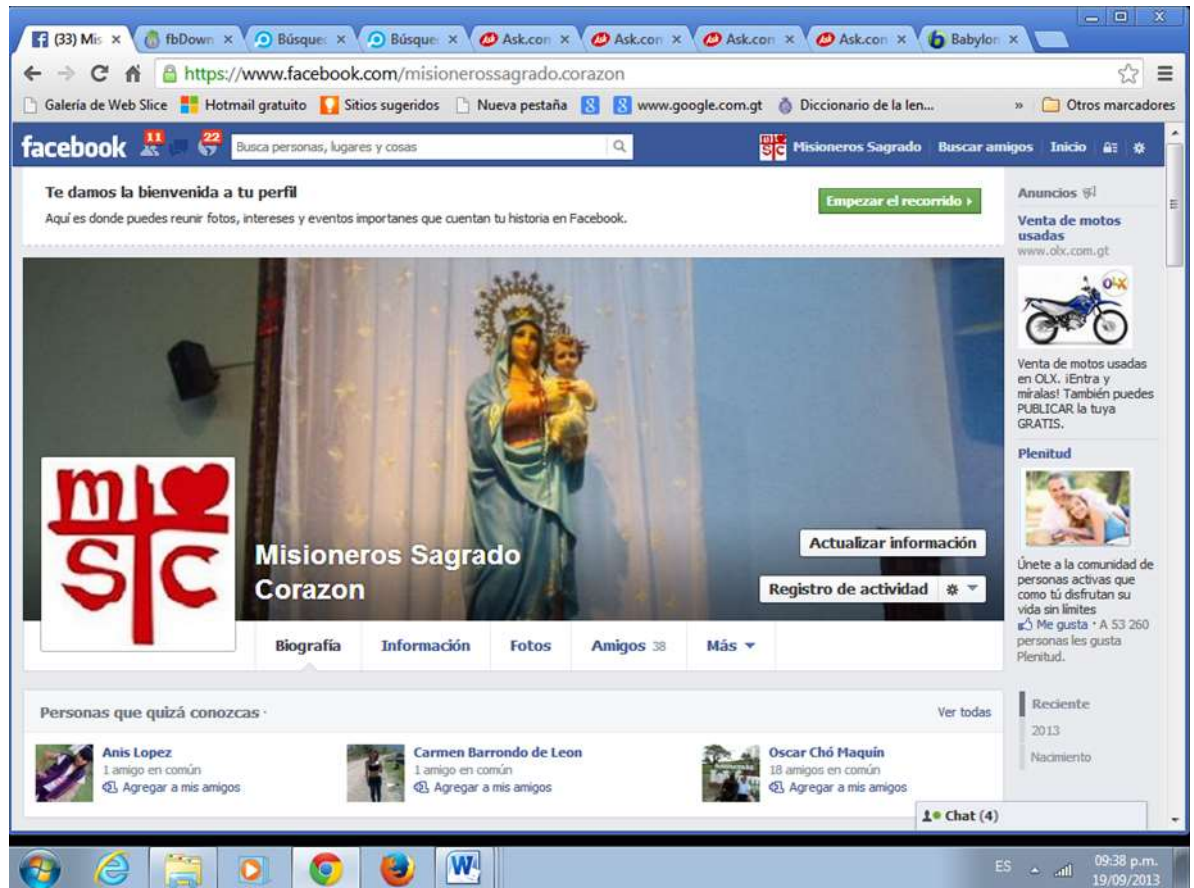 (33) Mis
fbDown
Búsque
Búsque
Ask.com
Ask.com
Ask.com
Ask.com
Babylon
https://www.facebook.com/misionerossagrado.corazon
Galería de Web Slice
Hotmail gratuito
Sitios sugeridos
Nueva pestaña
www.google.com.gt
Diccionario de la len...
»
Otros marcadores
facebook
11
22
Busca personas, lugares y cosas
Misioneros Sagrado
Buscar amigos
Inicio
Te damos la bienvenida a tu perfil
Aquí es donde puedes reunir fotos, intereses y eventos importanes que cuentan tu historia en Facebook.
Empezar el recorrido
msc
Misioneros Sagrado
Corazon
Actualizar información
Registro de actividad
Biografía
Información
Fotos
Amigos 38
Más
Personas que quizá conozcas ·
Ver todas
Anis Lopez
1 amigo en común
Agregar a mis amigos
Carmen Barrondo de Leon
1 amigo en común
Agregar a mis amigos
Oscar Chó Maquín
18 amigos en común
Agregar a mis amigos
Anuncios
Venta de motos
usadas
www.olx.com.gt
OLX
Venta de motos usadas
en OLX. ¡Entra y
míralas! También puedes
PUBLICAR la tuya
GRATIS.
Plenitud
Únete a la comunidad de
personas activas que
como tú disfrutan su
vida sin límites
Me gusta · A 53 260
personas les gusta
Plenitud.
Reciente
2013
Nacimiento
Chat (4)
ES
09:38 p.m.
19/09/2013